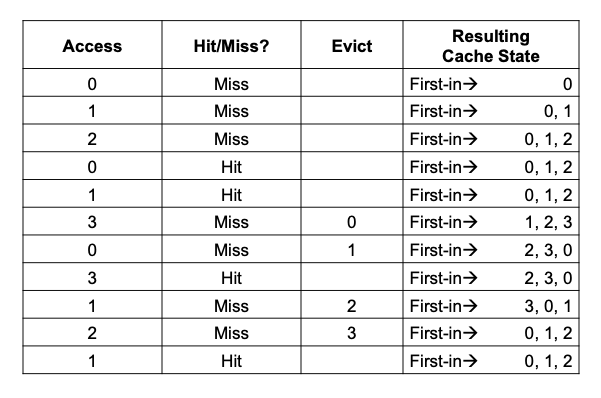 Access Hit/Miss? Evict Resulting Cache State
0 Miss First-in→ 0
1 Miss First-in→ 0, 1
2 Miss First-in→ 0, 1, 2
0 Hit First-in→ 0, 1, 2
1 Hit First-in→ 0, 1, 2
3 Miss 0 First-in→ 1, 2, 3
0 Miss 1 First-in→ 2, 3, 0
3 Hit First-in→ 2, 3, 0
1 Miss 2 First-in→ 3, 0, 1
2 Miss 3 First-in→ 0, 1, 2
1 Hit First-in→ 0, 1, 2